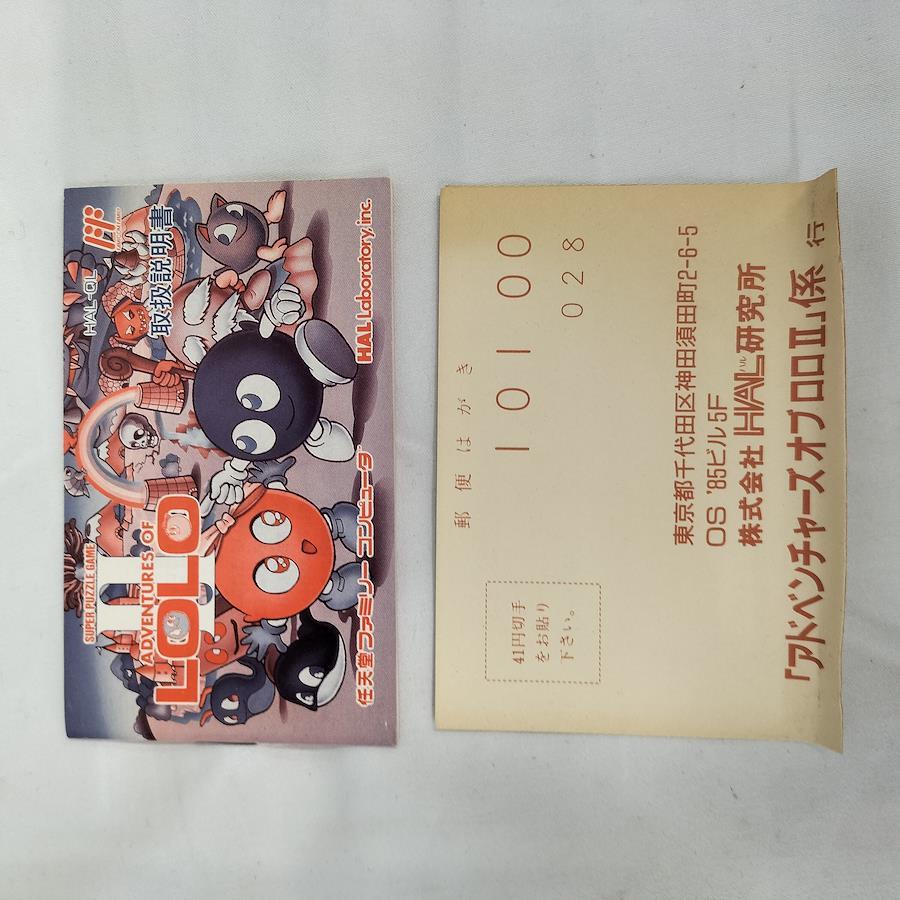 HAL-QL
FAMICOM
取扱説明書
SUPER PUZZLE GAME
II
ADVENTURES OF
LOLO
任天堂 ファミリー コンピュータ
HAL Laboratory, inc.
郵便はがき
101 00
028
41円切手
をお貼り
下さい。
東京都千代田区神田須田町2-6-5
OS '85ビル 5F
株式会社 HAL研究所
ハル
「アドベンチャーズ オブ ロロII」係 行